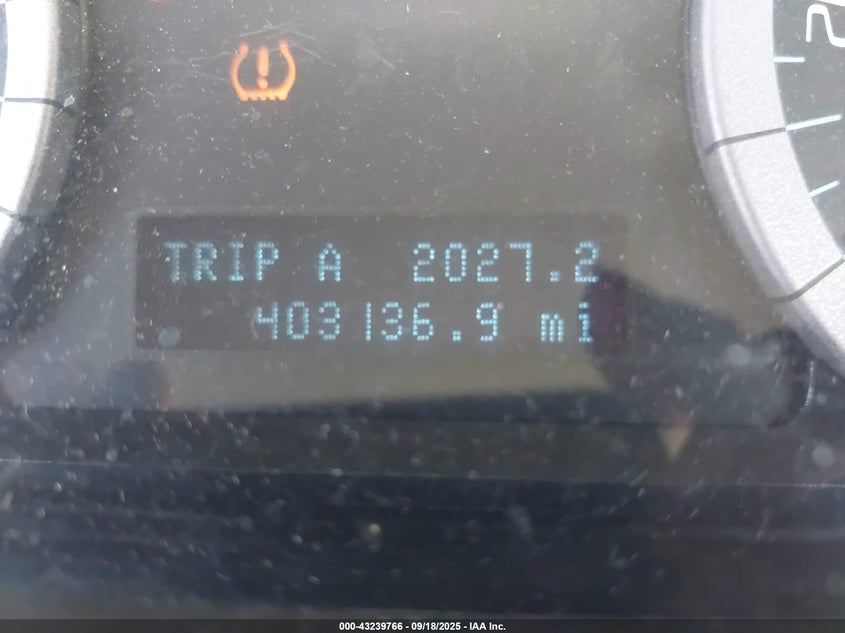 TRIP A 2027.2
403136.9 mi
000-43239766 - 09/18/2025 - IAA Inc.